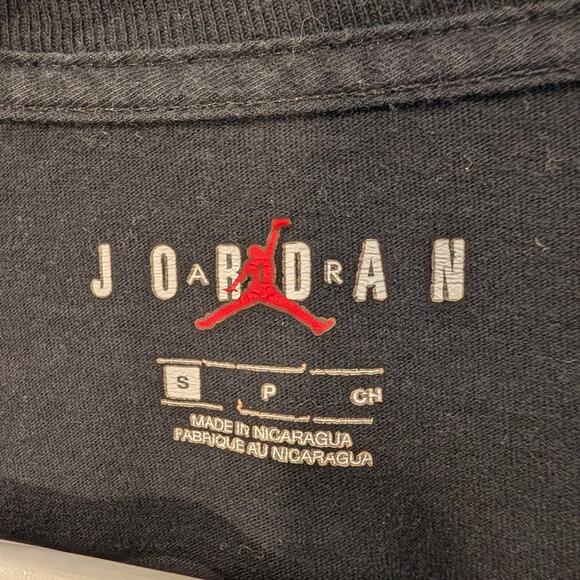 JORDAN
AIR
S P CH
MADE IN NICARAGUA
FABRIQUE AU NICARAGUA